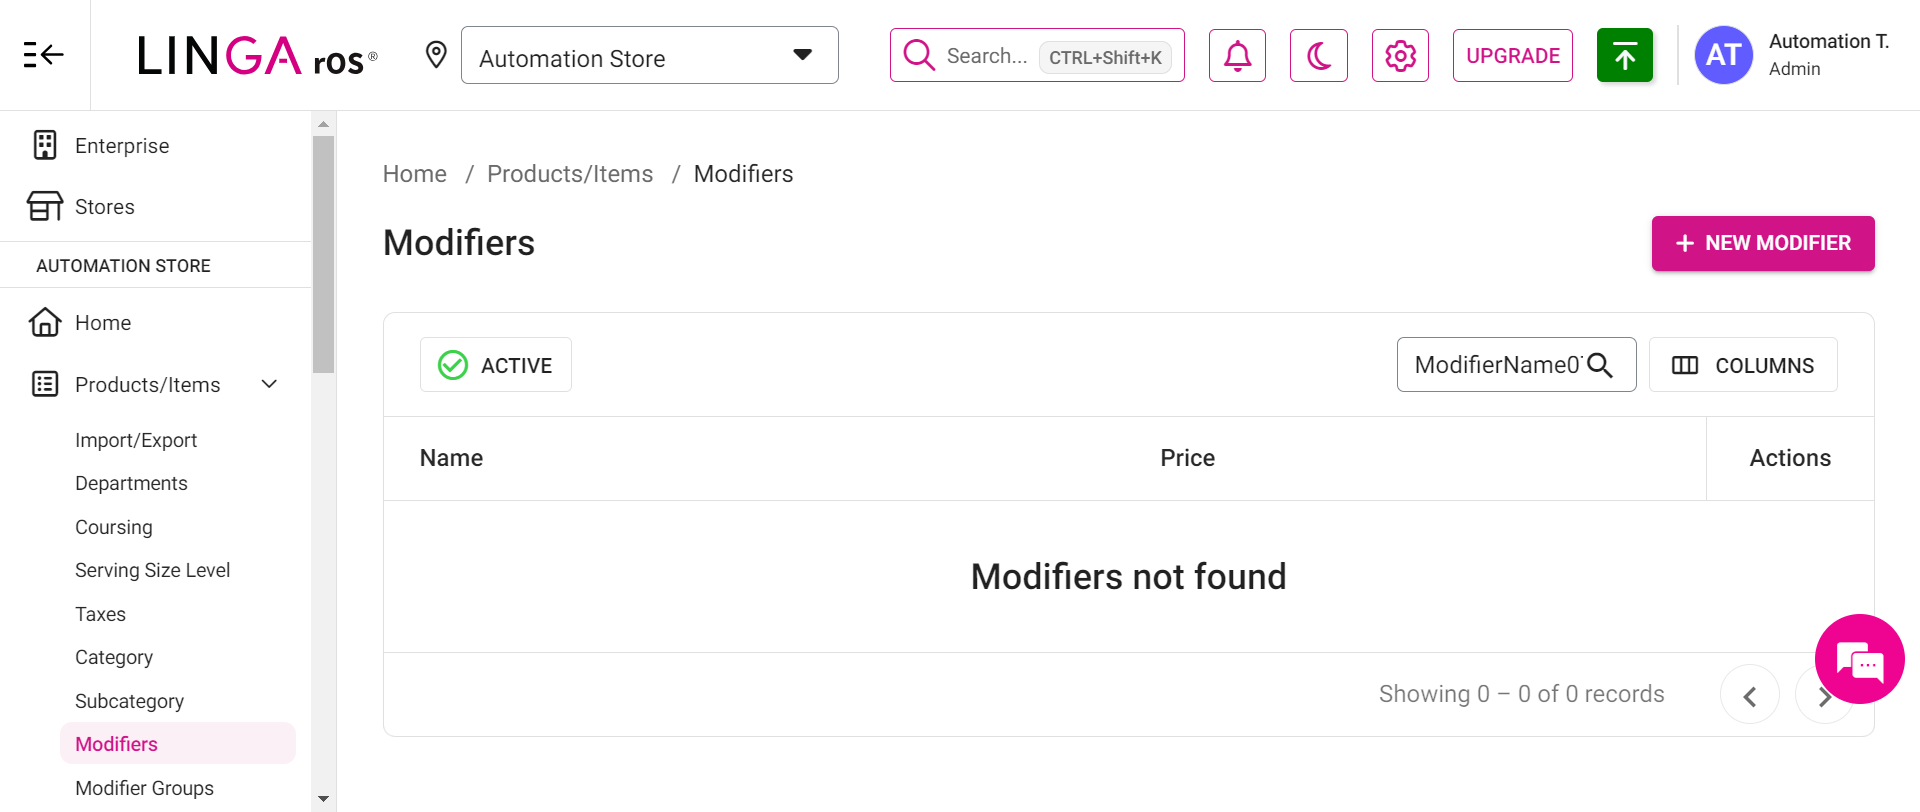 LINGA ros®
Automation Store
Search... CTRL+Shift+K
UPGRADE
AT
Automation T.
Admin
Enterprise
Stores
AUTOMATION STORE
Home
Products/Items
Import/Export
Departments
Coursing
Serving Size Level
Taxes
Category
Subcategory
Modifiers
Modifier Groups
Home / Products/Items / Modifiers
Modifiers
+ NEW MODIFIER
ACTIVE
ModifierName0
COLUMNS
Name Price Actions
Modifiers not found
Showing 0 – 0 of 0 records